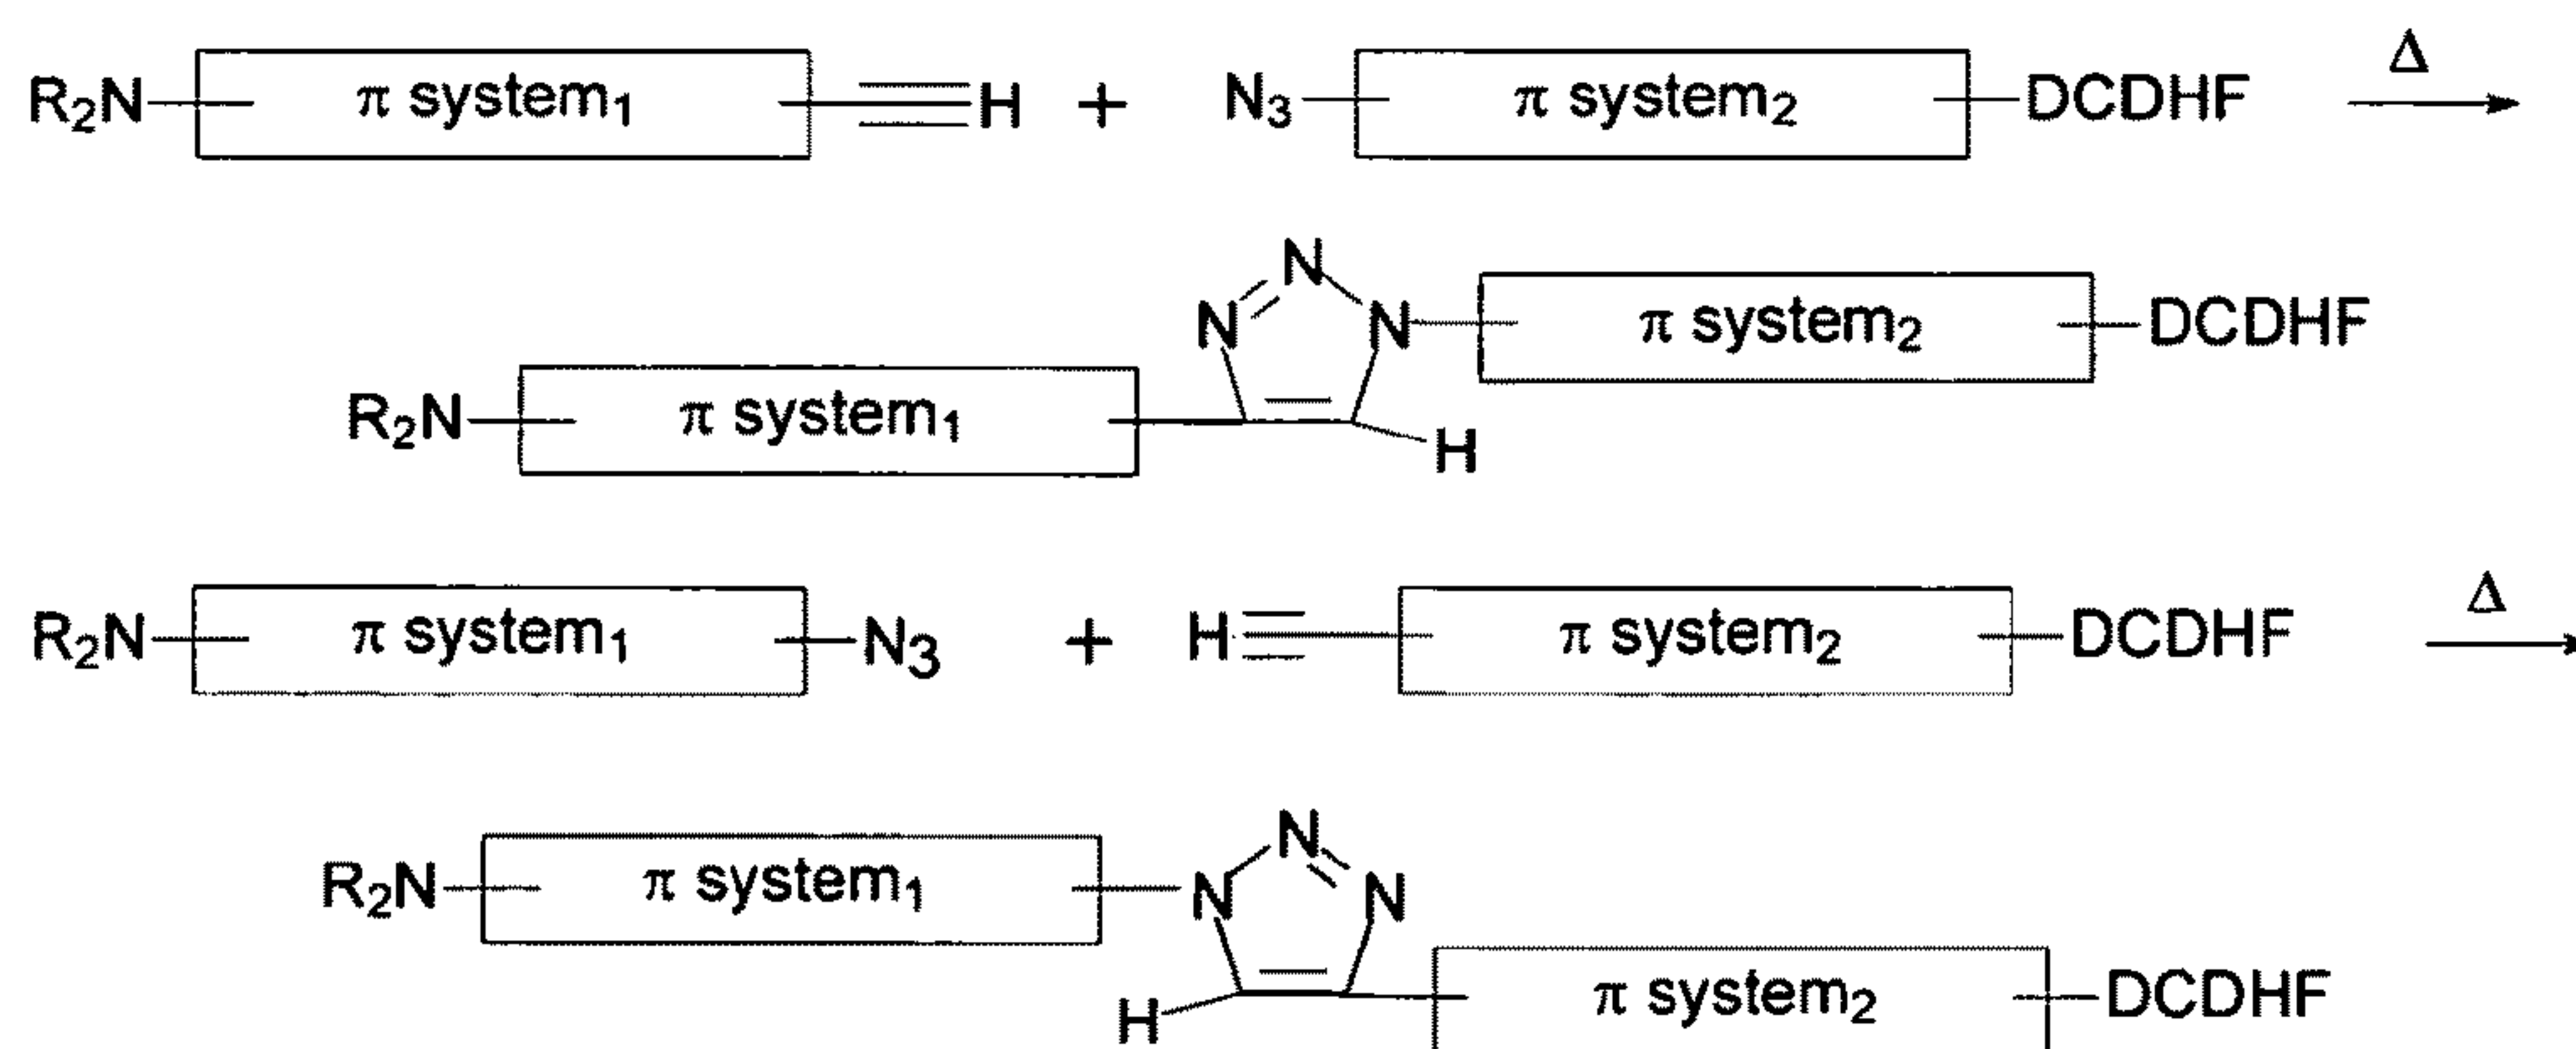 R₂N π system₁ H + N₃ π system₂ DCDHF Δ
N
N N π system₂ DCDHF
R₂N π system₁
H
R₂N π system₁ N₃ + H π system₂ DCDHF Δ
N
R₂N π system₁ N N
H π system₂ DCDHF